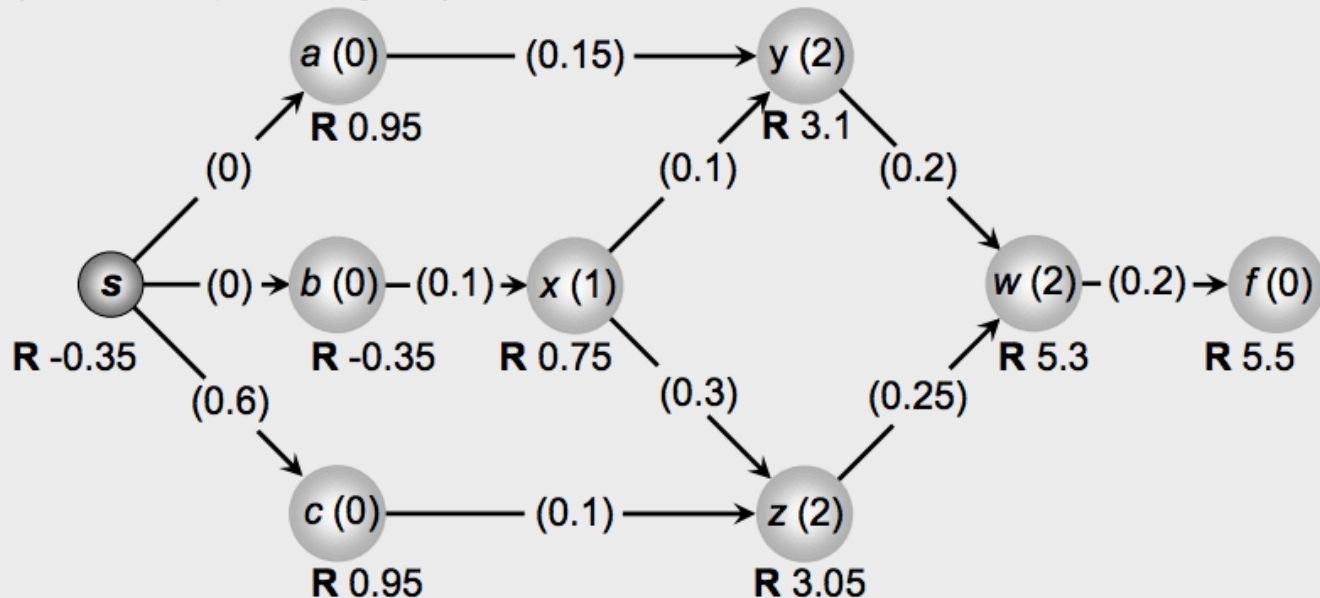 a (0)
(0.15)
y (2)
R 0.95
R 3.1
(0)
(0.1)
(0.2)
s
(0)
b (0)
(0.1)
x (1)
w (2)
(0.2)
f (0)
R -0.35
R -0.35
R 0.75
R 5.3
R 5.5
(0.6)
(0.3)
(0.25)
c (0)
(0.1)
z (2)
R 0.95
R 3.05